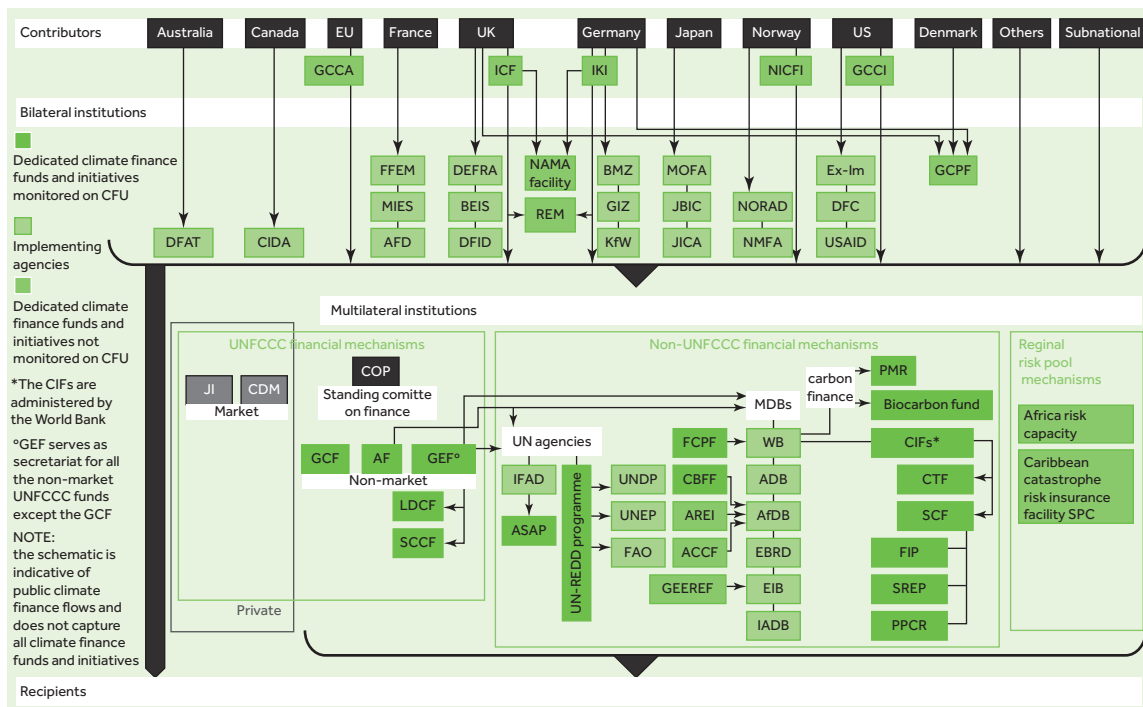 Contributors
Australia
Canada
EU
France
UK
Germany
Japan
Norway
US
Denmark
Others
Subnational
GCCA
ICF
IKI
NICFI
GCCI
Bilateral institutions
Dedicated climate finance
funds and initiatives
monitored on CFU
Implementing
agencies
Dedicated climate
finance funds and
initiatives not
monitored on CFU
*The CIFs are
administered by
the World Bank
°GEF serves as
secretariat for all
the non-market
UNFCCC funds
except the GCF
NOTE:
the schematic is
indicative of
public climate
finance flows and
does not capture
all climate finance
funds and initiatives
FFEM
DEFRA
NAMA
facility
BMZ
MOFA
Ex-Im
GCPF
MIES
BEIS
REM
GIZ
JBIC
NORAD
DFC
DFAT
CIDA
AFD
DFID
KfW
JICA
NMFA
USAID
Multilateral institutions
UNFCCC financial mechanisms
JI
CDM
Market
COP
Standing comitte
on finance
GCF
AF
GEF°
Non-market
LDCF
SCCF
Private
Non-UNFCCC financial mechanisms
UN agencies
IFAD
ASAP
UN-REDD programme
UNDP
UNEP
FAO
FCPF
CBFF
AREI
ACCF
GEEREF
MDBs
WB
ADB
AfDB
EBRD
EIB
IADB
carbon
finance
PMR
Biocarbon fund
CIFs*
CTF
SCF
FIP
SREP
PPCR
Reginal
risk pool
mechanisms
Africa risk
capacity
Caribbean
catastrophe
risk insurance
facility SPC
Recipients